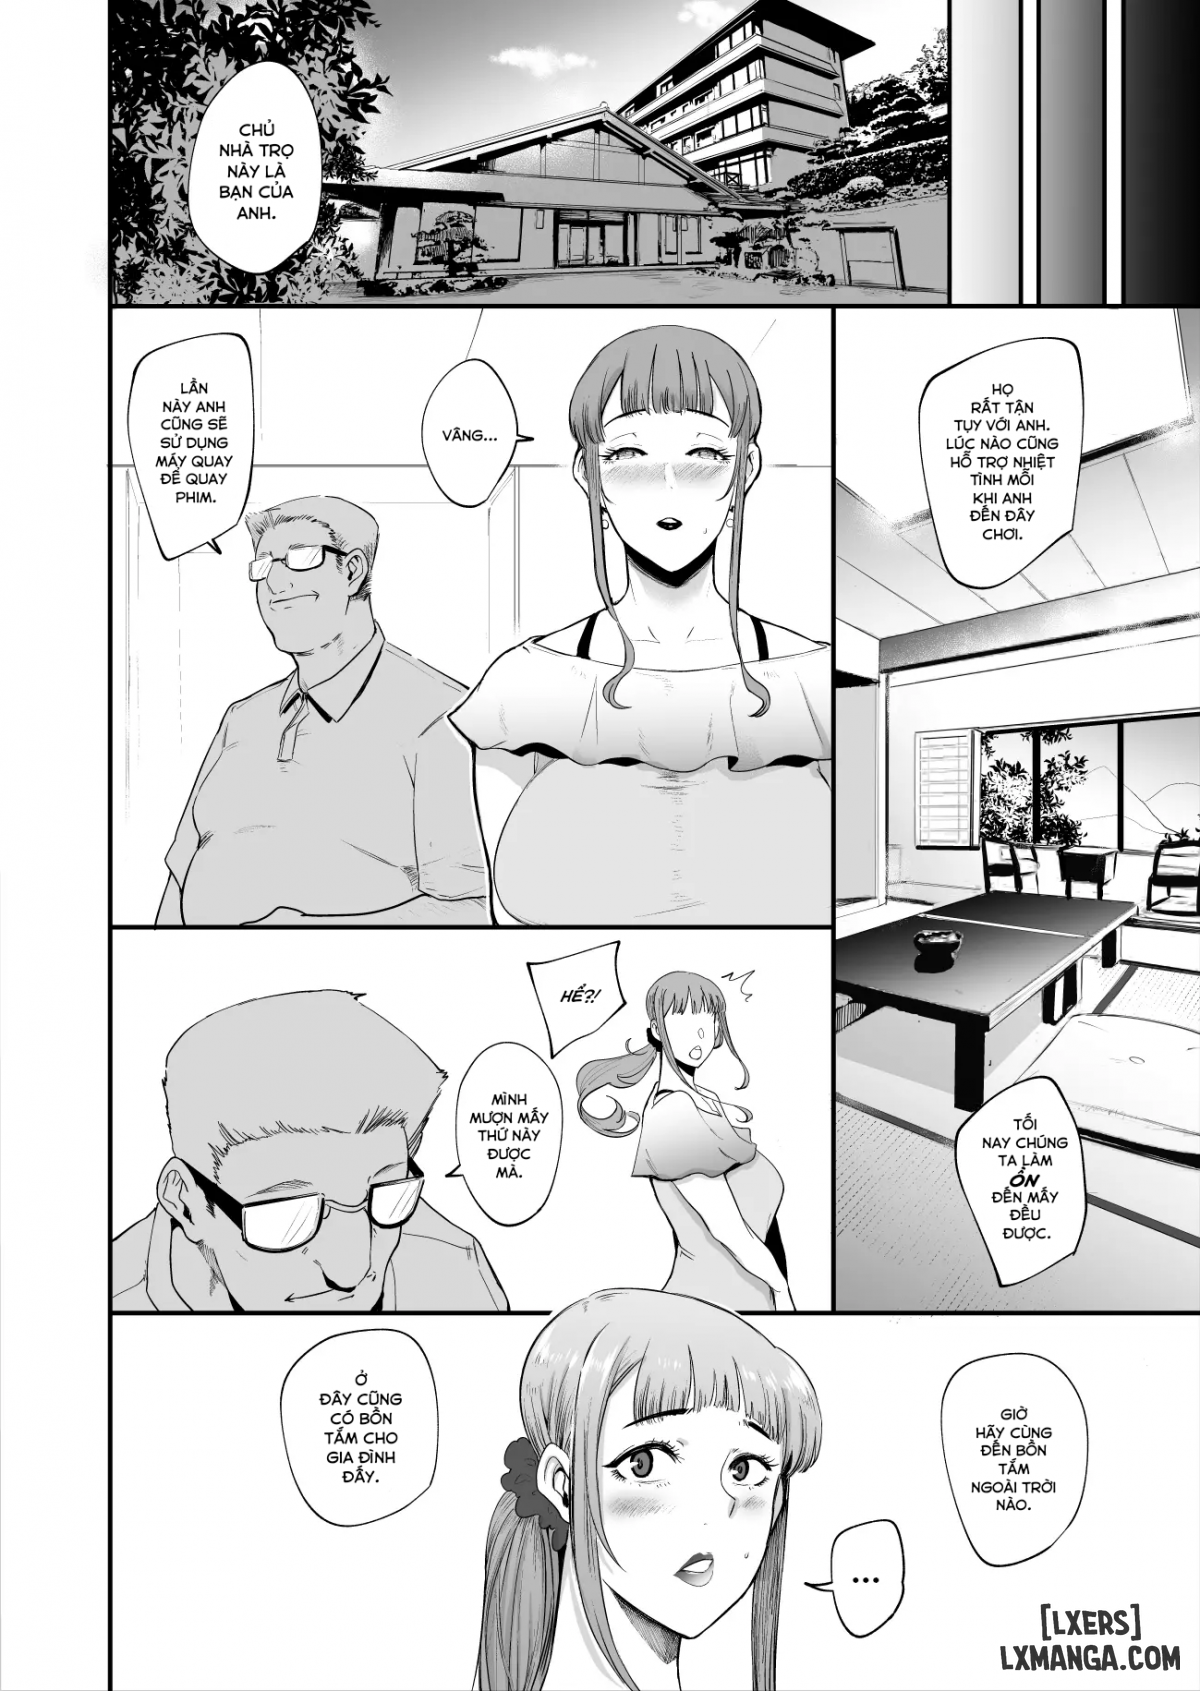 CHỦ
NHÀ TRỌ
NÀY LÀ
BẠN CỦA
ANH.
HỌ
RẤT TẬN
TỤY VỚI ANH.
LÚC NÀO CŨNG
HỖ TRỢ NHIỆT
TÌNH MỖI
KHI ANH
ĐẾN ĐÂY
CHƠI.
TỐI
NAY CHÚNG
TA LÀM
ỒN
ĐẾN MẤY
ĐỀU
ĐƯỢC.
VÂNG...
LẦN
NÀY ANH
CŨNG SẼ
SỬ DỤNG
MÁY QUAY
ĐỂ QUAY
PHIM.
HỂ?!
MÌNH
MƯỢN MẤY
THỨ NÀY
ĐƯỢC
MÀ.
GIỜ
HÃY CÙNG
ĐẾN BỒN
TẮM
NGOÀI TRỜI
NÀO.
Ở
ĐÂY CŨNG
CÓ BỒN
TẮM CHO
GIA ĐÌNH
ĐẤY.
...
[LXERS]
LXMANGA.COM